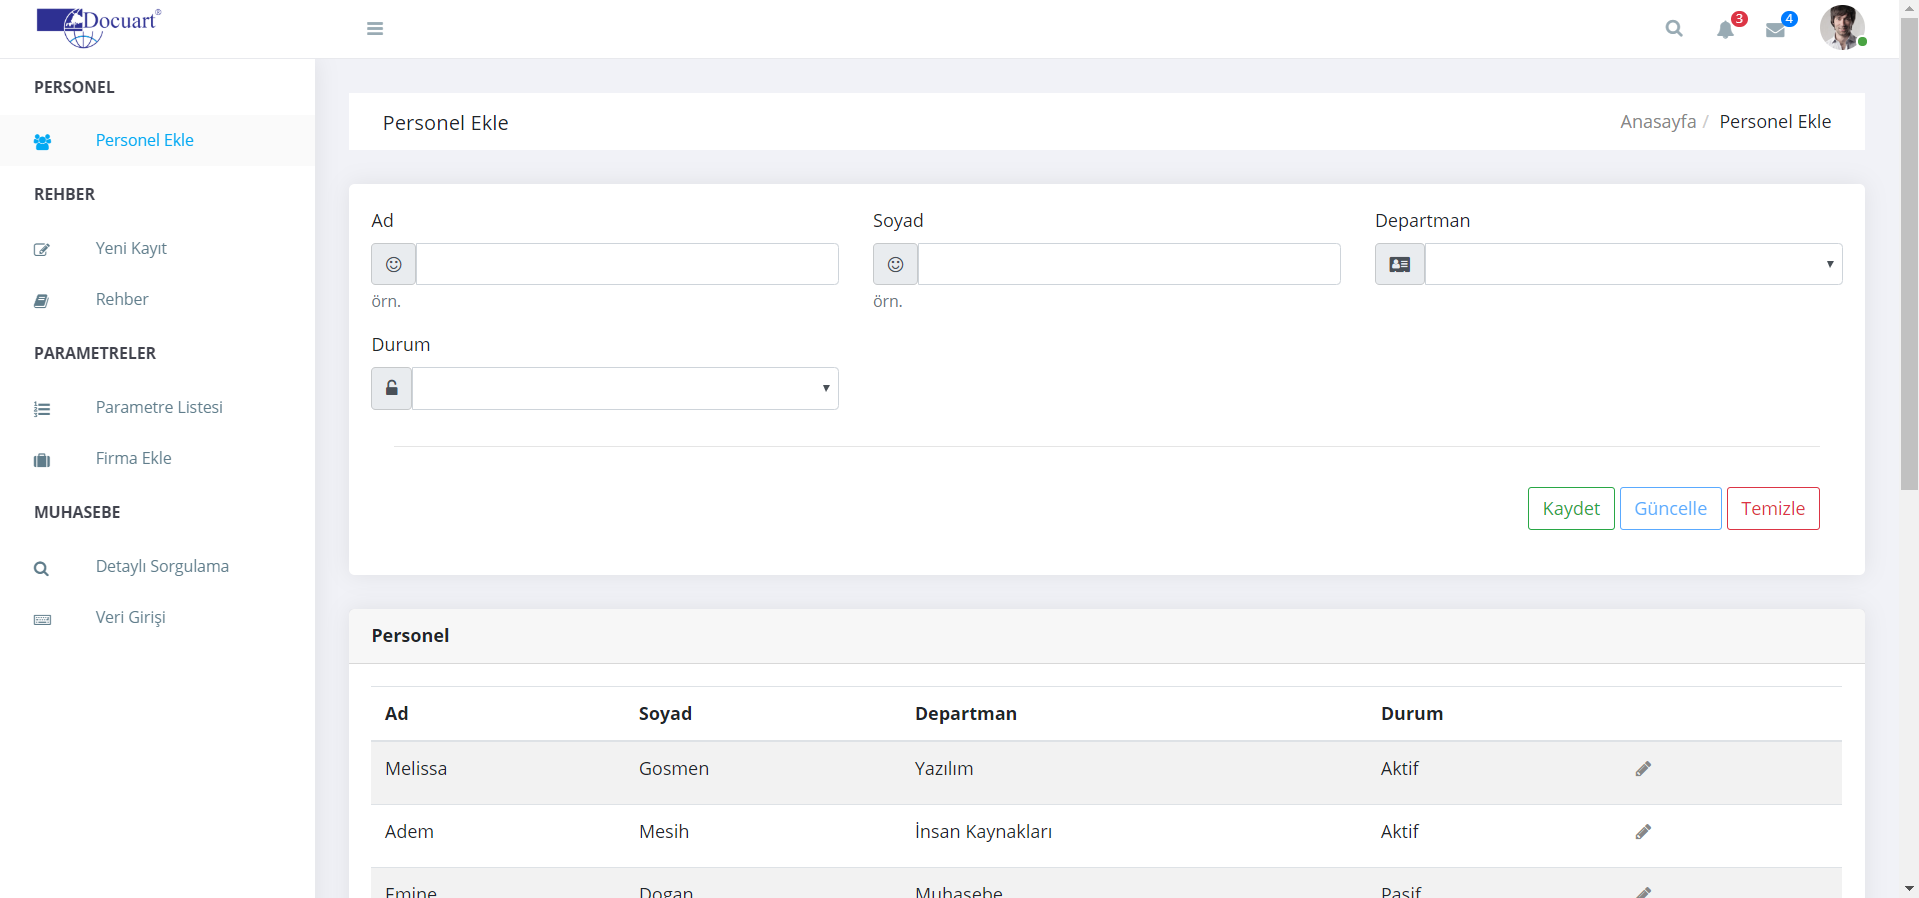 Docuart®
3
4
PERSONEL
Personel Ekle
REHBER
Yeni Kayıt
Rehber
PARAMETRELER
Parametre Listesi
Firma Ekle
MUHASEBE
Detaylı Sorgulama
Veri Girişi
Personel Ekle
Anasayfa / Personel Ekle
Ad Soyad Departman
örn. örn.
Durum
Kaydet Güncelle Temizle
Personel
Ad Soyad Departman Durum
Melissa Gosmen Yazılım Aktif
Adem Mesih İnsan Kaynakları Aktif
Emine Dogan Muhasebe Pasif